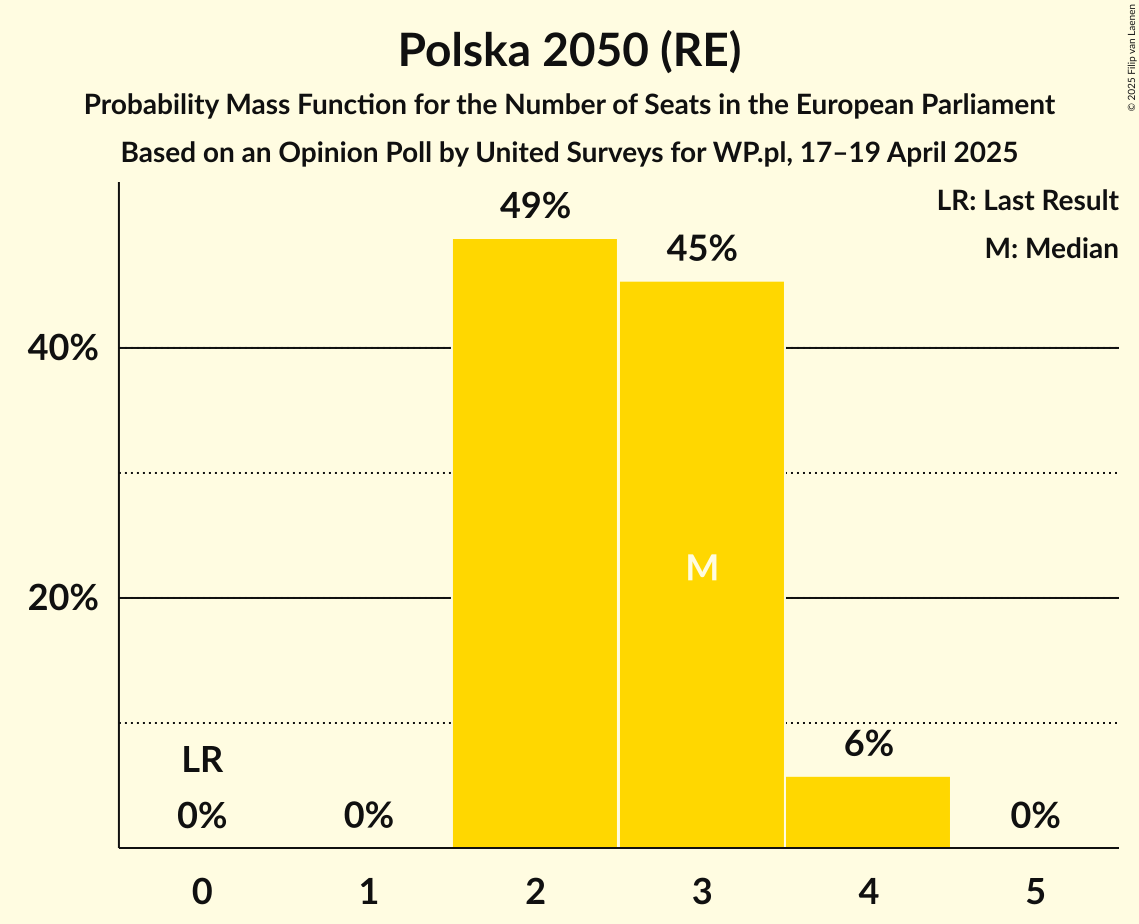 Polska 2050 (RE)
Probability Mass Function for the Number of Seats in the European Parliament
Based on an Opinion Poll by United Surveys for WP.pl, 17–19 April 2025
© 2025 Filip van Laenen
LR: Last Result
M: Median
49%
45%
40%
M
20%
6%
LR
0%
0%
0%
0
1
2
3
4
5